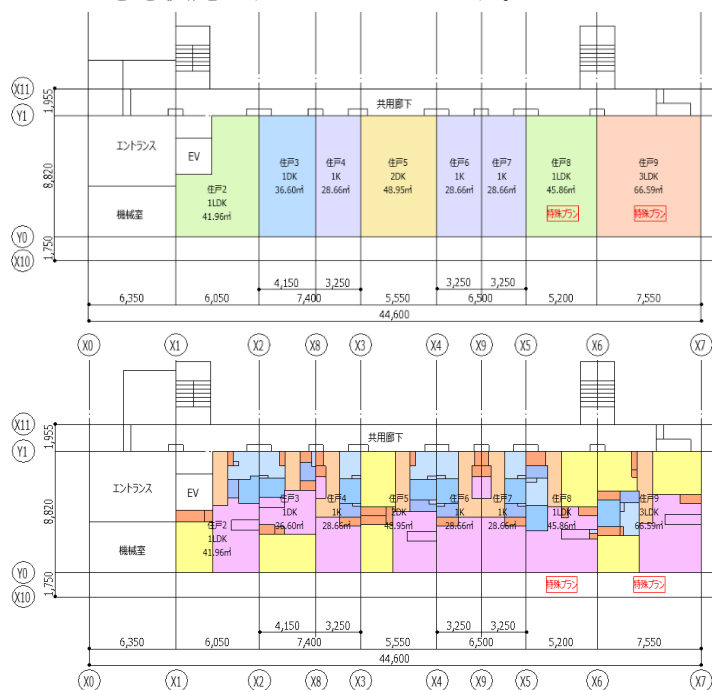 X11
1,955
共用廊下
Y1
エントランス
EV
住戸2
1LDK
41.96㎡
住戸3
1DK
36.60㎡
住戸4
1K
28.66㎡
住戸5
2DK
48.95㎡
住戸6
1K
28.66㎡
住戸7
1K
28.66㎡
住戸8
1LDK
45.86㎡
特殊プラン
住戸9
3LDK
66.59㎡
特殊プラン
8,820
機械室
Y0
1,750
X10
4,150 3,250 3,250 3,250
6,350 6,050 7,400 5,550 6,500 5,200 7,550
44,600
X0 X1 X2 X8 X3 X4 X9 X5 X6 X7
X11
1,955
共用廊下
Y1
エントランス
EV
住戸2
1LDK
41.96㎡
住戸3
1DK
36.60㎡
住戸4
1K
28.66㎡
住戸5
2DK
48.95㎡
住戸6
1K
28.66㎡
住戸7
1K
28.66㎡
住戸8
1LDK
45.86㎡
住戸9
3LDK
66.59㎡
8,820
機械室
Y0
1,750
X10
特殊プラン 特殊プラン
4,150 3,250 3,250 3,250
6,350 6,050 7,400 5,550 6,500 5,200 7,550
44,600
X0 X1 X2 X8 X3 X4 X9 X5 X6 X7